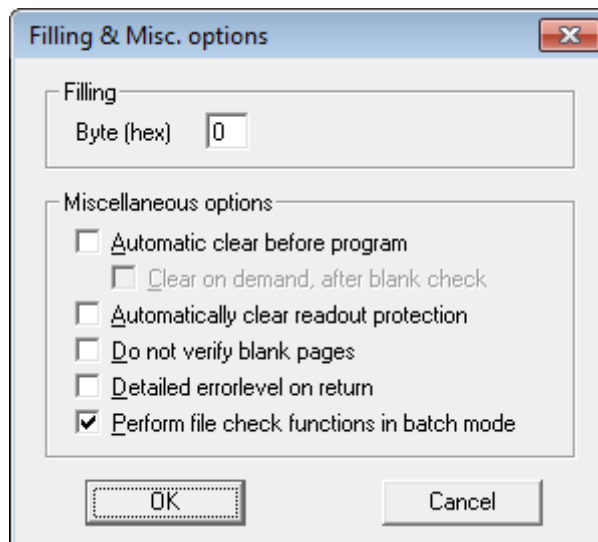 Filling & Misc. options
Filling
Byte (hex) 0
Miscellaneous options
Automatic clear before program
Clear on demand, after blank check
Automatically clear readout protection
Do not verify blank pages
Detailed errorlevel on return
Perform file check functions in batch mode
OK Cancel